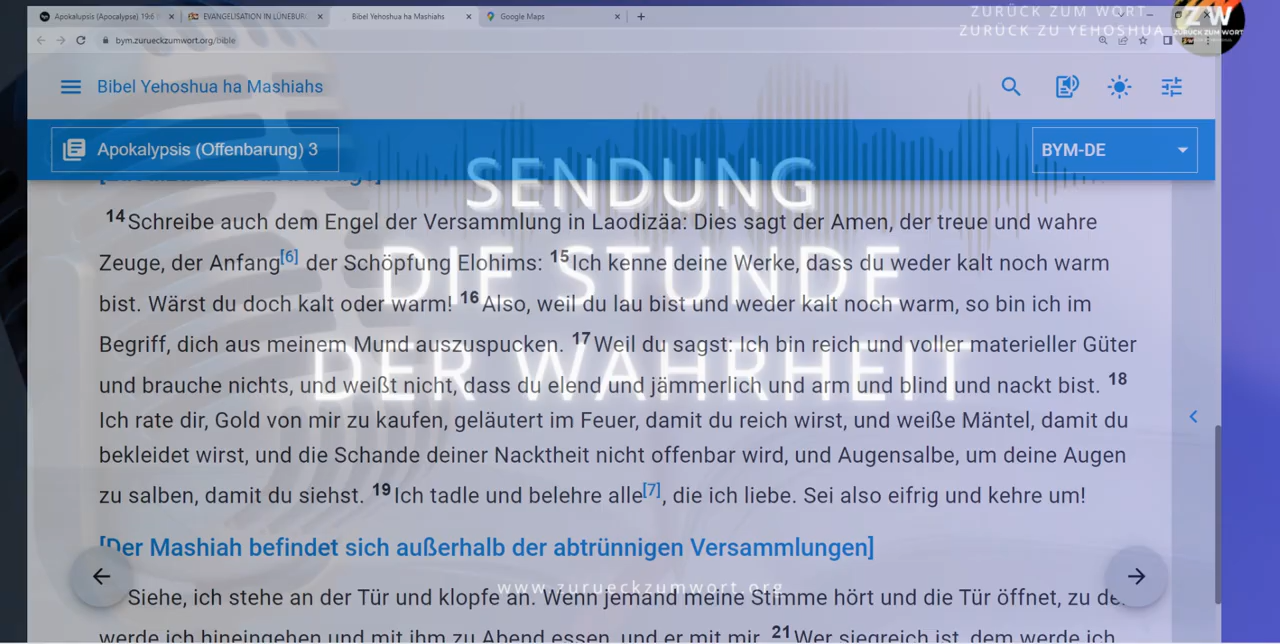 Apokalupsis (Apocalypse) 19:6
EVANGELISATION IN LÜNEBUR
Bibel Yehoshua ha Mashiahs
Google Maps
bym.zurueckzumwort.org/bible
ZURÜCK ZUM WORT
ZURÜCK ZU YEHOSHUA
ZW
ZURÜCK ZUM WORT
Bibel Yehoshua ha Mashiahs
Apokalypsis (Offenbarung) 3
BYM-DE
SENDUNG
DIE STUNDE
DER WAHRHEIT
14 Schreibe auch dem Engel der Versammlung in Laodizäa: Dies sagt der Amen, der treue und wahre
Zeuge, der Anfang[6] der Schöpfung Elohims: 15 Ich kenne deine Werke, dass du weder kalt noch warm
bist. Wärst du doch kalt oder warm! 16 Also, weil du lau bist und weder kalt noch warm, so bin ich im
Begriff, dich aus meinem Mund auszuspucken. 17 Weil du sagst: Ich bin reich und voller materieller Güter
und brauche nichts, und weißt nicht, dass du elend und jämmerlich und arm und blind und nackt bist. 18
Ich rate dir, Gold von mir zu kaufen, geläutert im Feuer, damit du reich wirst, und weiße Mäntel, damit du
bekleidet wirst, und die Schande deiner Nacktheit nicht offenbar wird, und Augensalbe, um deine Augen
zu salben, damit du siehst. 19 Ich tadle und belehre alle[7], die ich liebe. Sei also eifrig und kehre um!
[Der Mashiah befindet sich außerhalb der abtrünnigen Versammlungen]
www.zurueckzumwort.org
Siehe, ich stehe an der Tür und klopfe an. Wenn jemand meine Stimme hört und die Tür öffnet, zu de
werde ich hineingehen und mit ihm zu Abend essen, und er mit mir. 21 Wer siegreich ist, dem werde ich